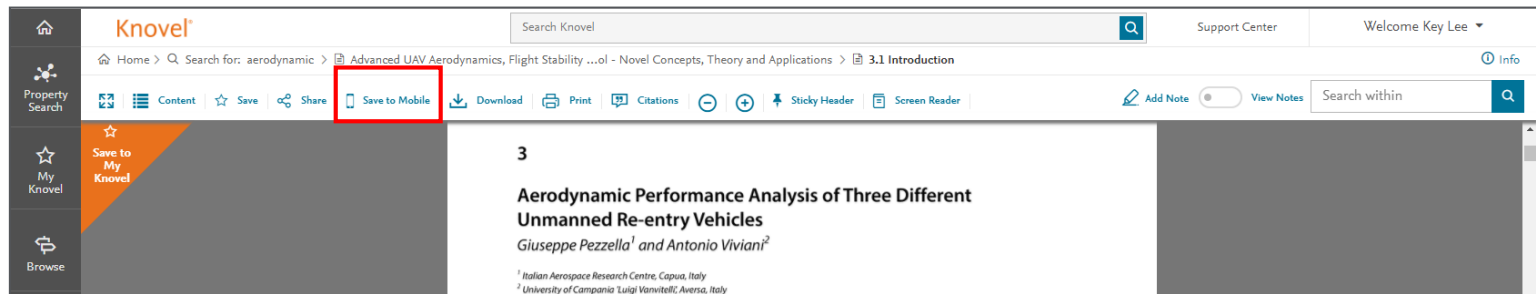 Knovel®
Search Knovel
Support Center
Welcome Key Lee
Home > Search for: aerodynamic > Advanced UAV Aerodynamics, Flight Stability ...ol - Novel Concepts, Theory and Applications > 3.1 Introduction
Info
Property
Search
Content
Save
Share
Save to Mobile
Download
Print
Citations
Sticky Header
Screen Reader
Add Note
View Notes
Search within
Save to
My
Knovel
My
Knovel
Browse
3
Aerodynamic Performance Analysis of Three Different
Unmanned Re-entry Vehicles
Giuseppe Pezzella1 and Antonio Viviani2
1 Italian Aerospace Research Centre, Capua, Italy
2 University of Campania 'Luigi Vanvitelli', Aversa, Italy